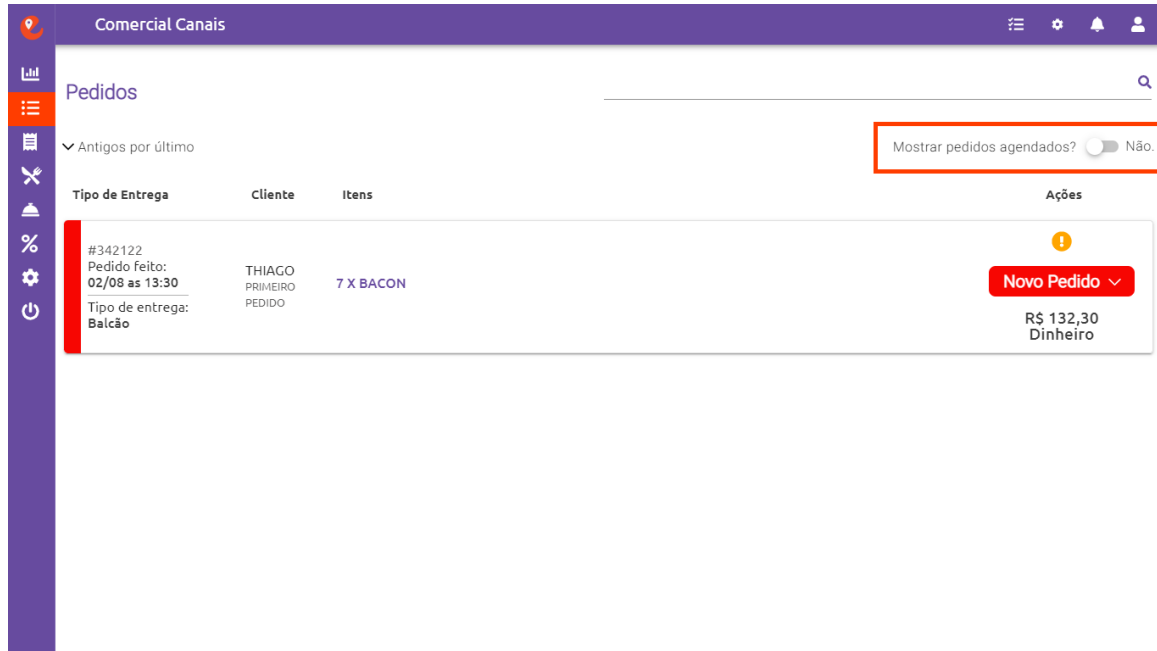 Comercial Canais
Pedidos
Antigos por último
Mostrar pedidos agendados? Não.
Tipo de Entrega Cliente Itens Ações
#342122
Pedido feito:
02/08 as 13:30
Tipo de entrega:
Balcão
THIAGO
PRIMEIRO
PEDIDO
7 X BACON
Novo Pedido
R$ 132,30
Dinheiro